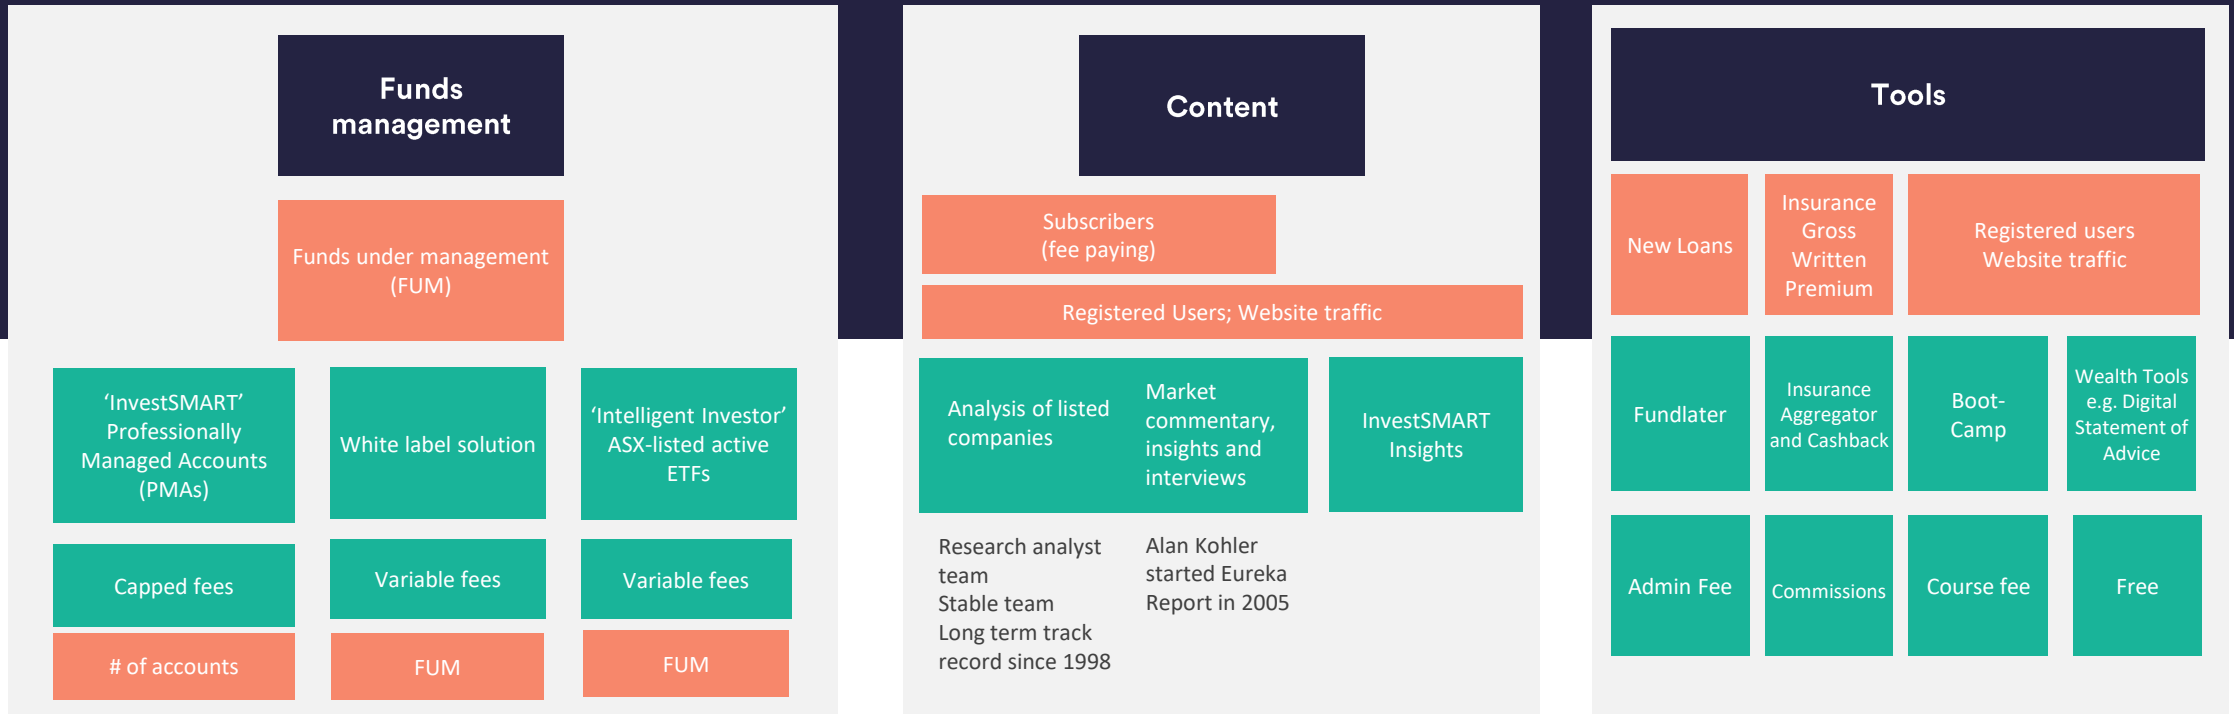 Funds
management
Funds under management
(FUM)
‘InvestSMART’
Professionally
Managed Accounts
(PMAs)
White label solution
‘Intelligent Investor’
ASX-listed active
ETFs
Capped fees
Variable fees
Variable fees
# of accounts
FUM
FUM
Content
Subscribers
(fee paying)
Registered Users; Website traffic
Analysis of listed
companies
Market
commentary,
insights and
interviews
InvestSMART
Insights
Research analyst
team
Stable team
Long term track
record since 1998
Alan Kohler
started Eureka
Report in 2005
Tools
New Loans
Insurance
Gross
Written
Premium
Registered users
Website traffic
Fundlater
Insurance
Aggregator
and Cashback
Boot-
Camp
Wealth Tools
e.g. Digital
Statement of
Advice
Admin Fee
Commissions
Course fee
Free